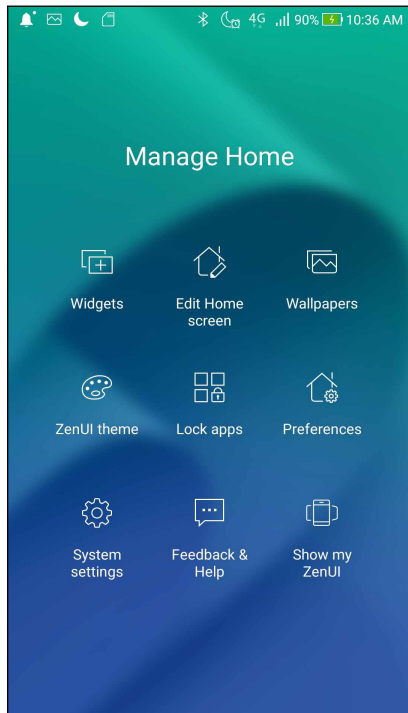 4G 90% 10:36 AM
Manage Home
Widgets
Edit Home
screen
Wallpapers
ZenUI theme
Lock apps
Preferences
System
settings
Feedback &
Help
Show my
ZenUI